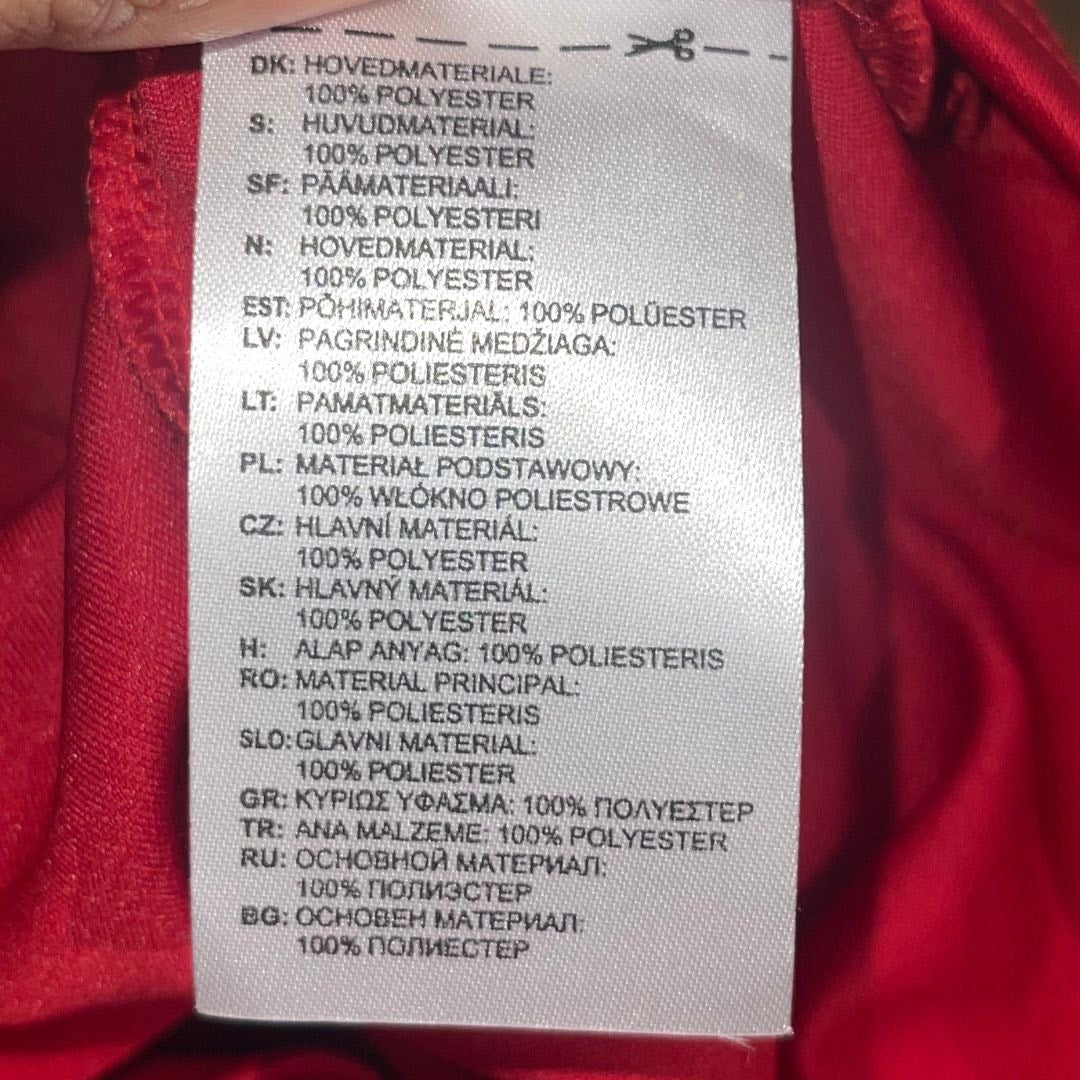 DK: HOVEDMATERIALE:
100% POLYESTER
S: HUVUDMATERIAL:
100% POLYESTER
SF: PÄÄMATERIAALI:
100% POLYESTERI
N: HOVEDMATERIAL:
100% POLYESTER
EST: PÕHIMATERJAL: 100% POLÜESTER
LV: PAGRINDINĖ MEDŽIAGA:
100% POLIESTERIS
LT: PAMATMATERIĀLS:
100% POLIESTERIS
PL: MATERIAŁ PODSTAWOWY:
100% WŁÓKNO POLIESTROWE
CZ: HLAVNÍ MATERIÁL:
100% POLYESTER
SK: HLAVNÝ MATERIÁL:
100% POLYESTER
H: ALAP ANYAG: 100% POLIESTERIS
RO: MATERIAL PRINCIPAL:
100% POLIESTERIS
SLO: GLAVNI MATERIAL:
100% POLIESTER
GR: ΚΥΡΙΩΣ ΥΦΑΣΜΑ: 100% ΠΟΛΥΕΣΤΕΡ
TR: ANA MALZEME: 100% POLYESTER
RU: ОСНОВНОЙ МАТЕРИАЛ:
100% ПОЛИЭСТЕР
BG: ОСНОВЕН МАТЕРИАЛ:
100% ПОЛИЕСТЕР